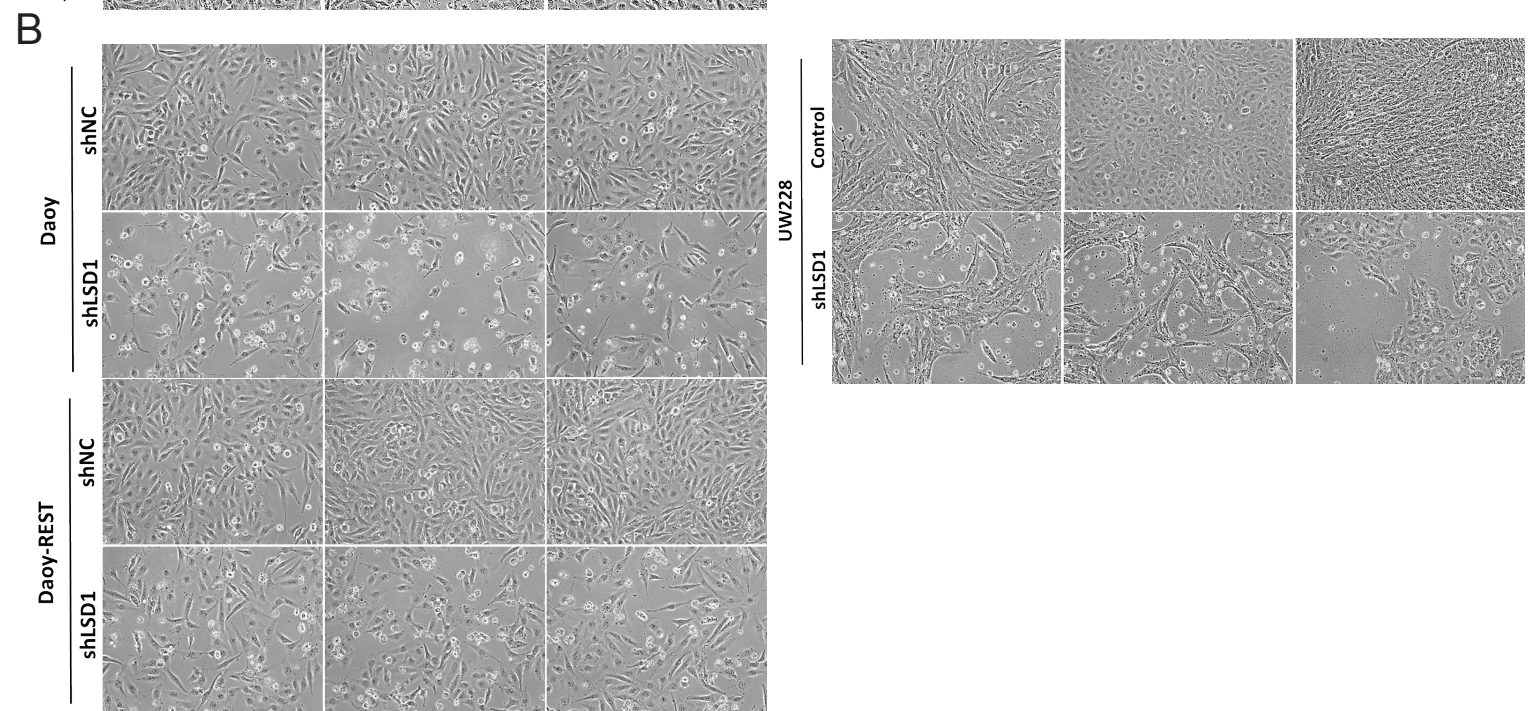 B
Daoy
shNC
shLSD1
Daoy-REST
shNC
shLSD1
UW228
Control
shLSD1